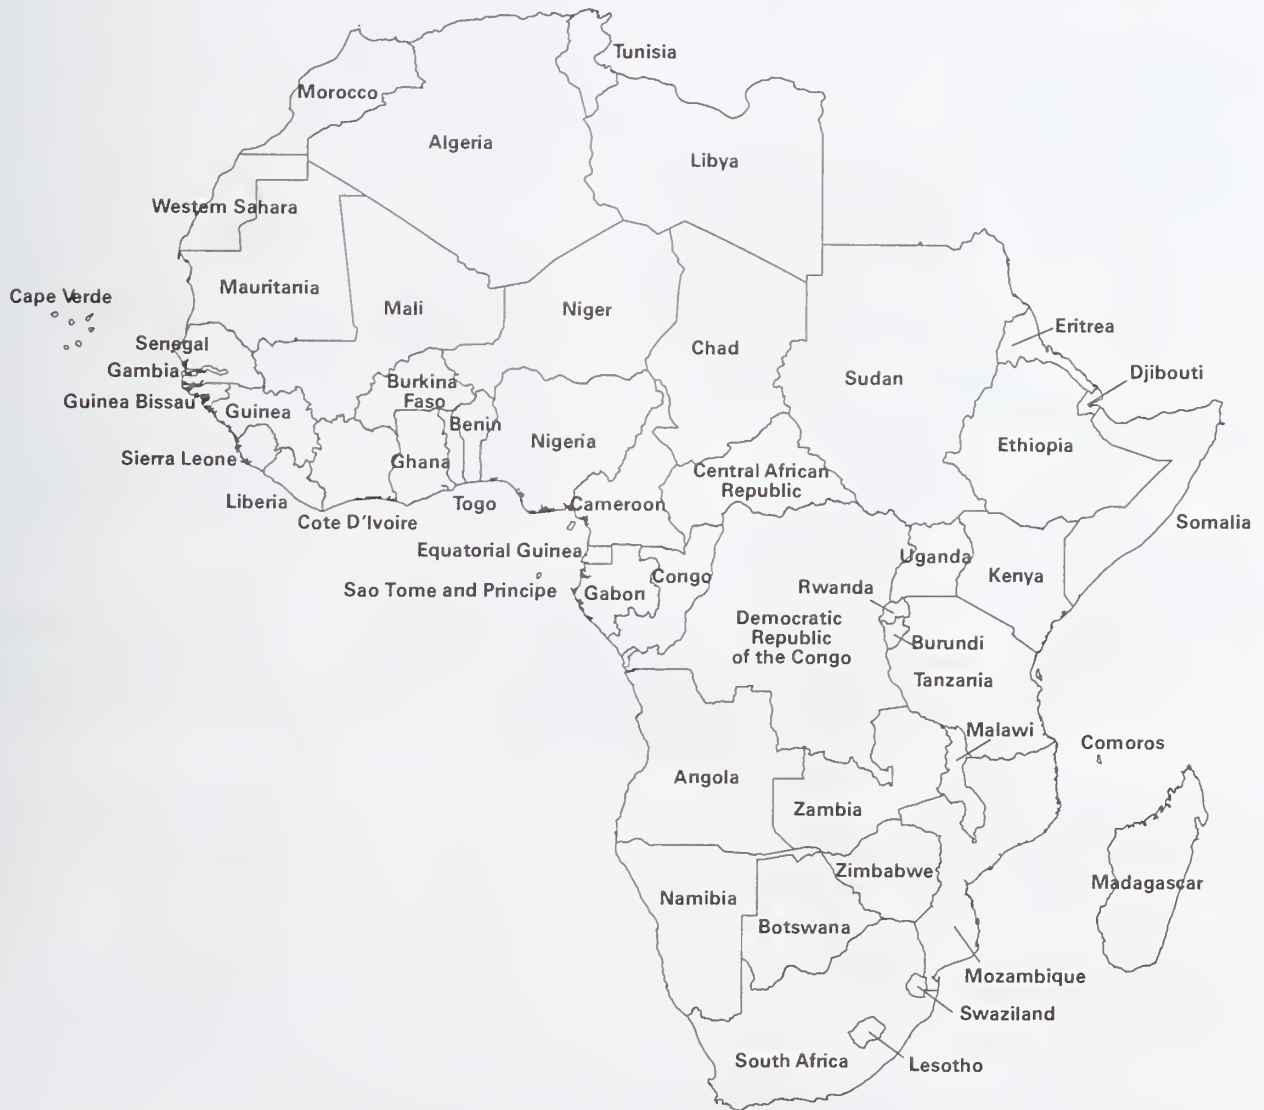 Tunisia
Morocco
Algeria
Libya
Western Sahara
Mauritania
Cape Verde
Mali
Niger
Chad
Eritrea
Senegal
Gambia
Burkina
Faso
Sudan
Djibouti
Guinea Bissau
Guinea
Benin
Nigeria
Ethiopia
Sierra Leone
Ghana
Central African
Republic
Liberia
Togo
Cameroon
Cote D'Ivoire
Somalia
Equatorial Guinea
Uganda
Sao Tome and Principe
Gabon
Congo
Kenya
Rwanda
Democratic
Republic
of the Congo
Burundi
Tanzania
Malawi
Comoros
Angola
Zambia
Zimbabwe
Madagascar
Namibia
Botswana
Mozambique
Swaziland
South Africa
Lesotho